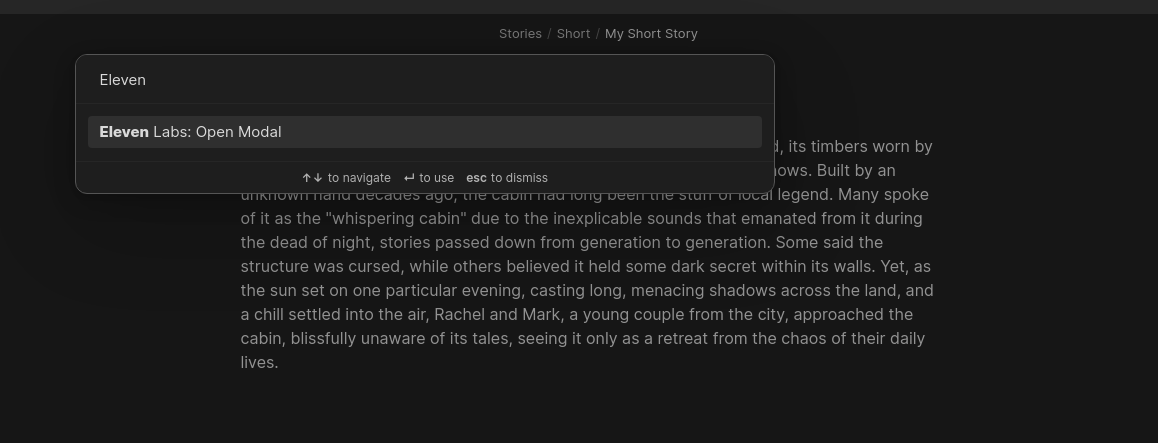 Stories / Short / My Short Story
Eleven
Eleven Labs: Open Modal
↑↓ to navigate ↵ to use esc to dismiss
its timbers worn by
Built by an
unknown hand decades ago, the cabin had long been the stuff of local legend. Many spoke
of it as the "whispering cabin" due to the inexplicable sounds that emanated from it during
the dead of night, stories passed down from generation to generation. Some said the
structure was cursed, while others believed it held some dark secret within its walls. Yet, as
the sun set on one particular evening, casting long, menacing shadows across the land, and
a chill settled into the air, Rachel and Mark, a young couple from the city, approached the
cabin, blissfully unaware of its tales, seeing it only as a retreat from the chaos of their daily
lives.